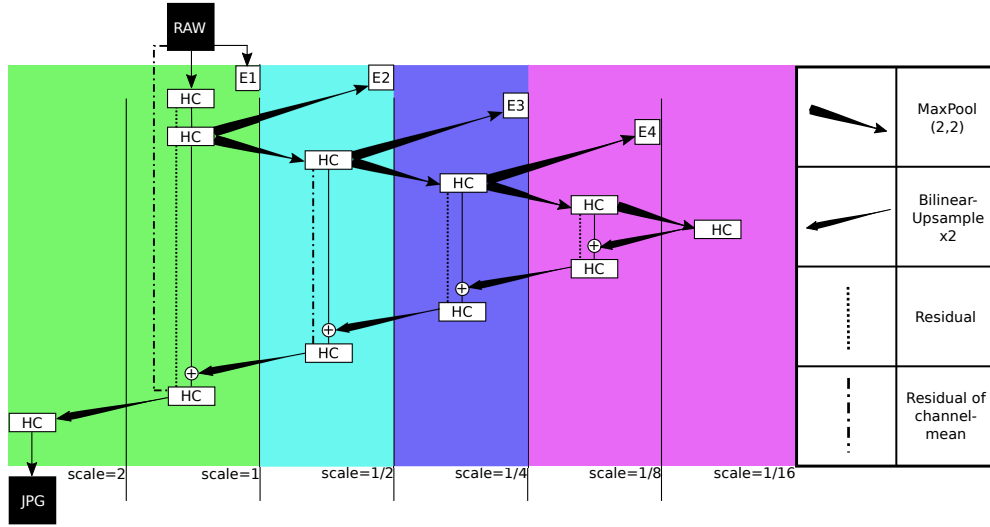 RAW
E1
E2
HC
E3
HC
E4
HC
HC
HC
HC
+
HC
+
HC
+
HC
+
HC
HC
scale=2
scale=1
scale=1/2
scale=1/4
scale=1/8
scale=1/16
JPG
MaxPool
(2,2)
Bilinear-
Upsample
x2
Residual
Residual of
channel-
mean